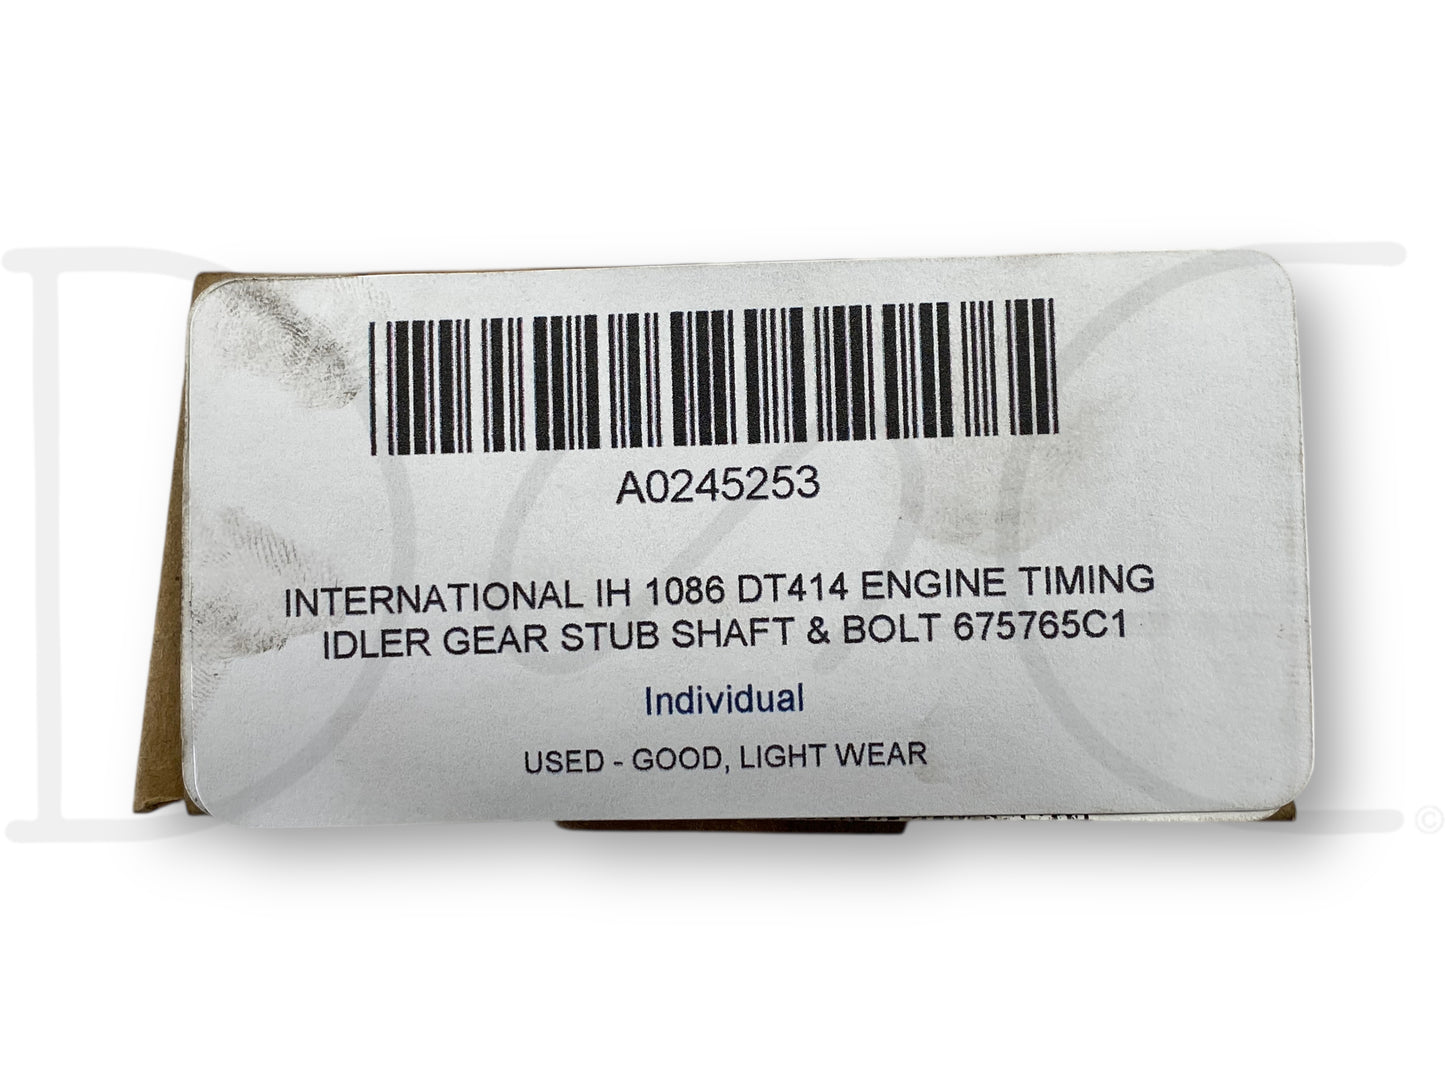 A0245253
INTERNATIONAL IH 1086 DT414 ENGINE TIMING
IDLER GEAR STUB SHAFT & BOLT 675765C1
Individual
USED - GOOD, LIGHT WEAR
©